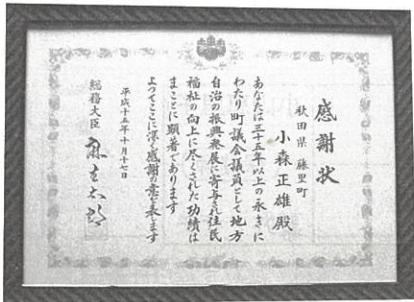 感謝状
秋田県 藤里町
小森正雄殿
あなたは三十五年以上の永きに
わたり町議会議員として地方
自治の振興発展に寄与され住民
福祉の向上に尽くされた功績は
まことに顕著であります
よつてここに深く感謝の意を表します
平成十五年十月十七日
総務大臣 麻生太郎